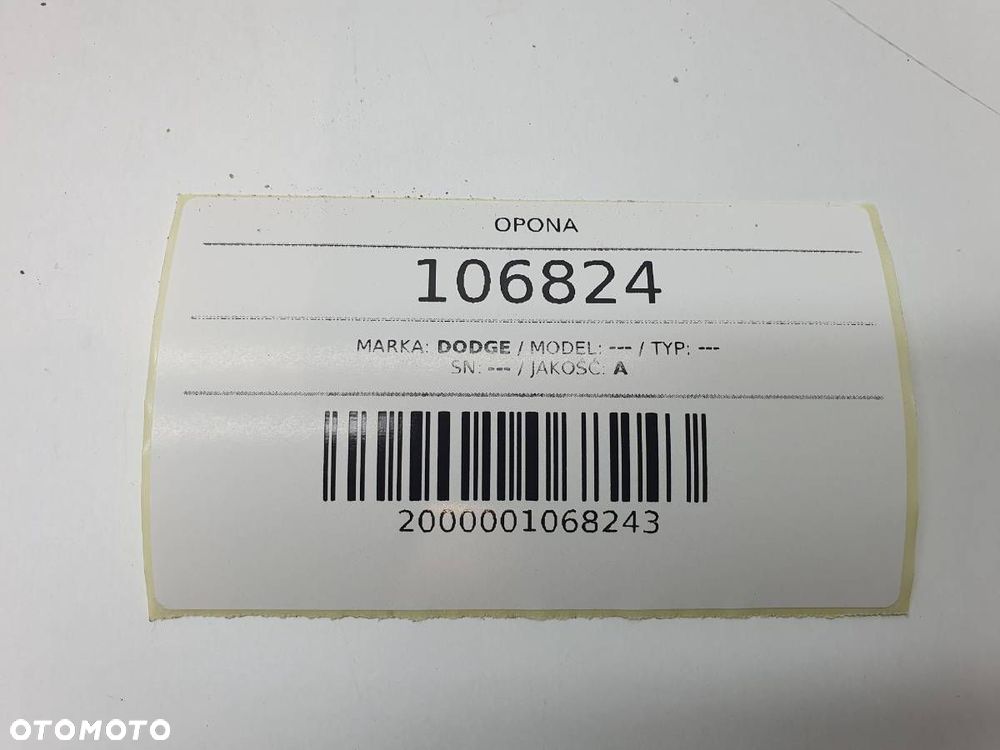 OPONA
106824
MARKA: DODGE / MODEL: --- / TYP: ---
SN: --- / JAKOŚĆ: A
2000001068243
OTOMOTO